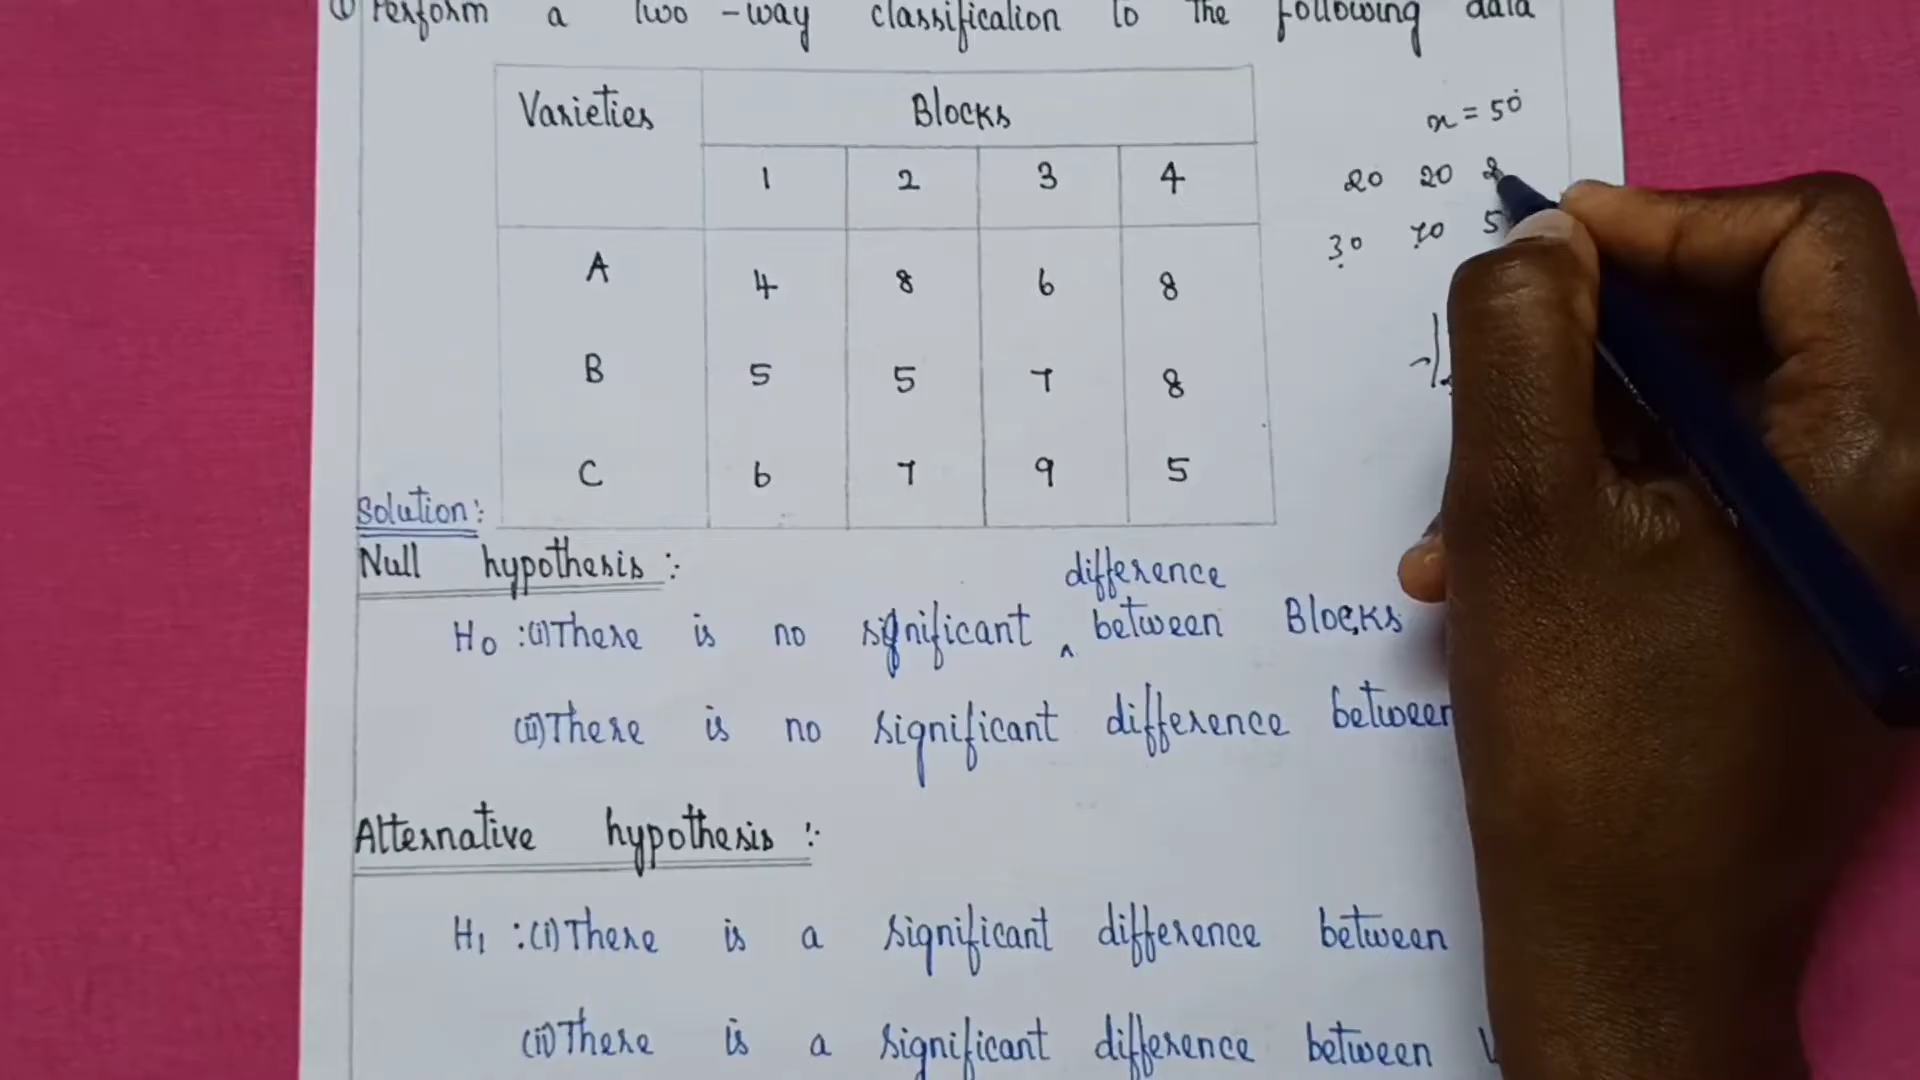 ① Perform a Two-way classification to the following data
Varieties Blocks
1 2 3 4
A 4 8 6 8
B 5 5 7 8
C 6 7 9 5
n = 50
20 20
30 70 5
Solution:
Null hypothesis :
difference
H0 : (i) There is no significant ^ between Blocks
(ii) There is no significant difference between
Alternative hypothesis :
H1 : (i) There is a significant difference between
(ii) There is a significant difference between